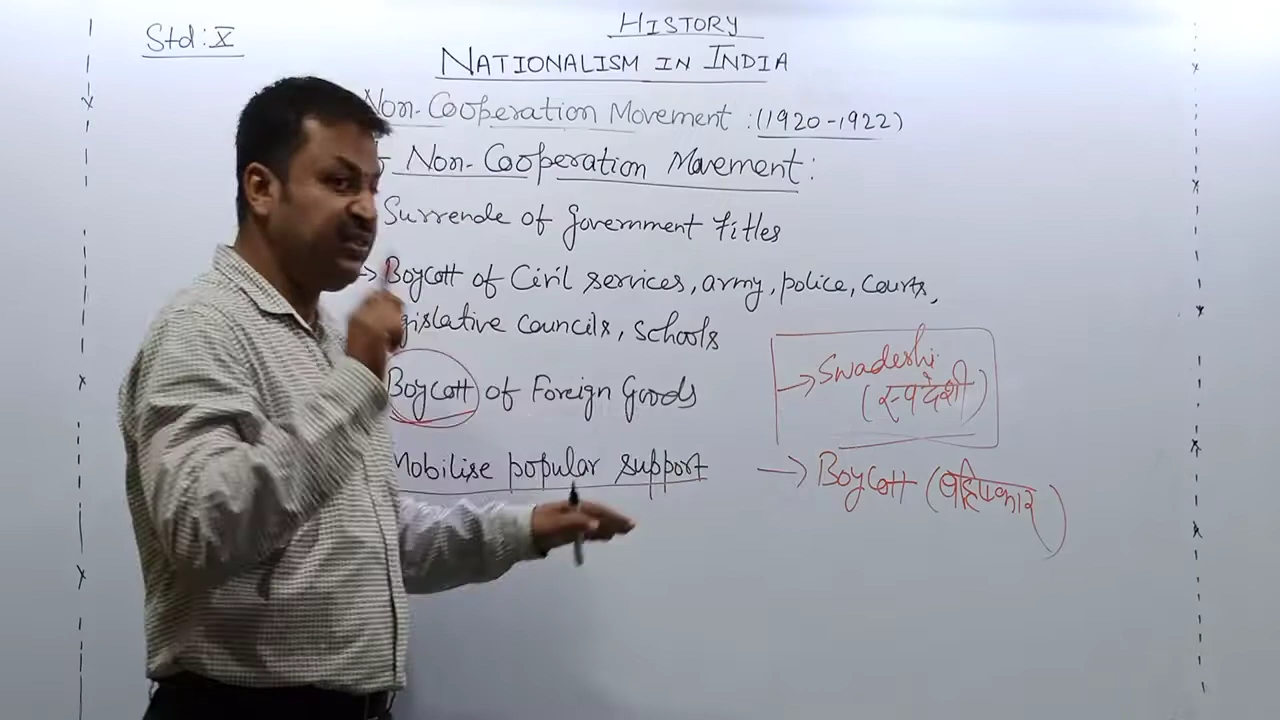 HISTORY
Std: X
NATIONALISM IN INDIA
Non-Cooperation Movement : (1920-1922)
Non-Cooperation Movement:
Surrende of Government Titles
→ Boycott of Civil services, army, police, courts,
gislative councils, schools
→ Swadeshi
(स्वदेशी)
Boycott of Foreign Goods
Mobilise popular support
→ Boycott (बहिष्कार)